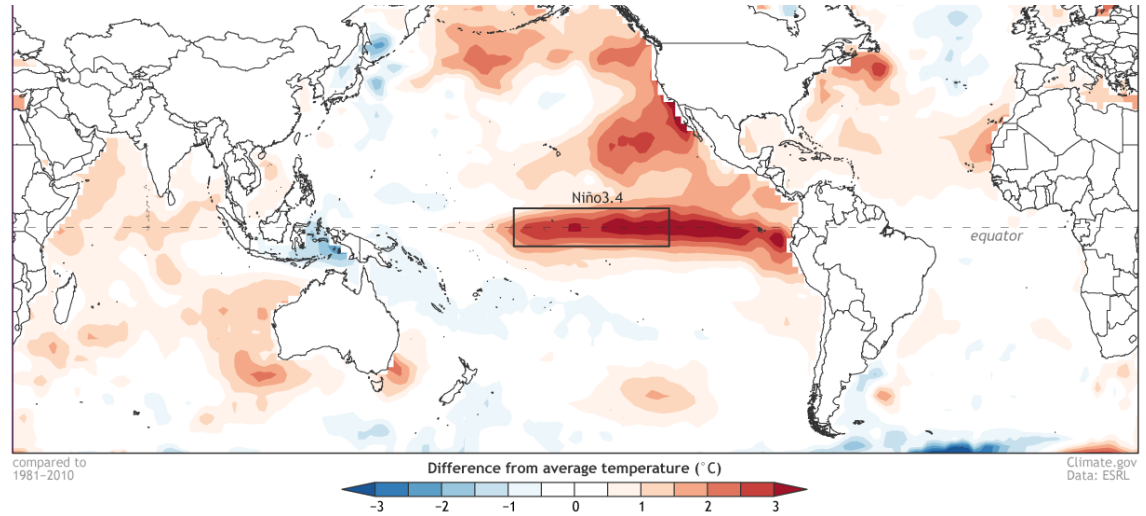 Niño3.4
equator
compared to
1981–2010
Climate.gov
Data: ESRL
Difference from average temperature (˚C)
−3 −2 −1 0 1 2 3